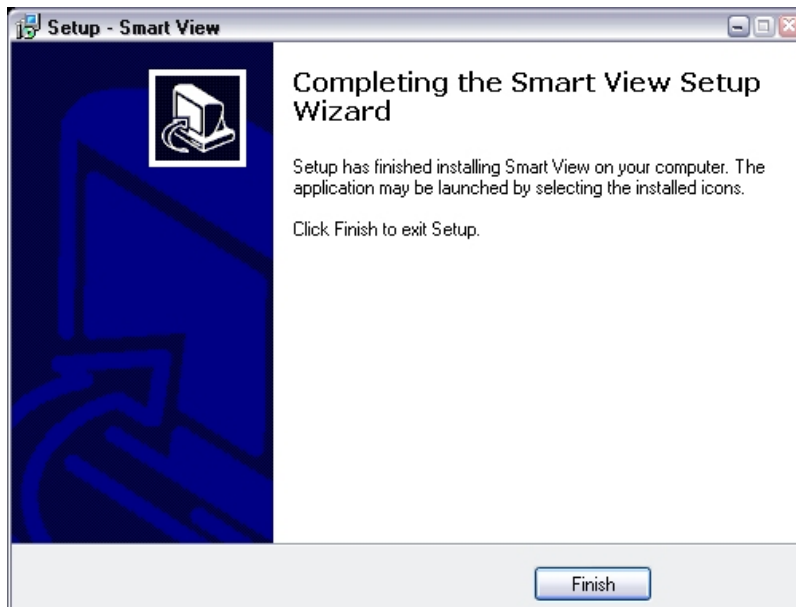 Setup - Smart View
Completing the Smart View Setup
Wizard
Setup has finished installing Smart View on your computer. The
application may be launched by selecting the installed icons.
Click Finish to exit Setup.
Finish